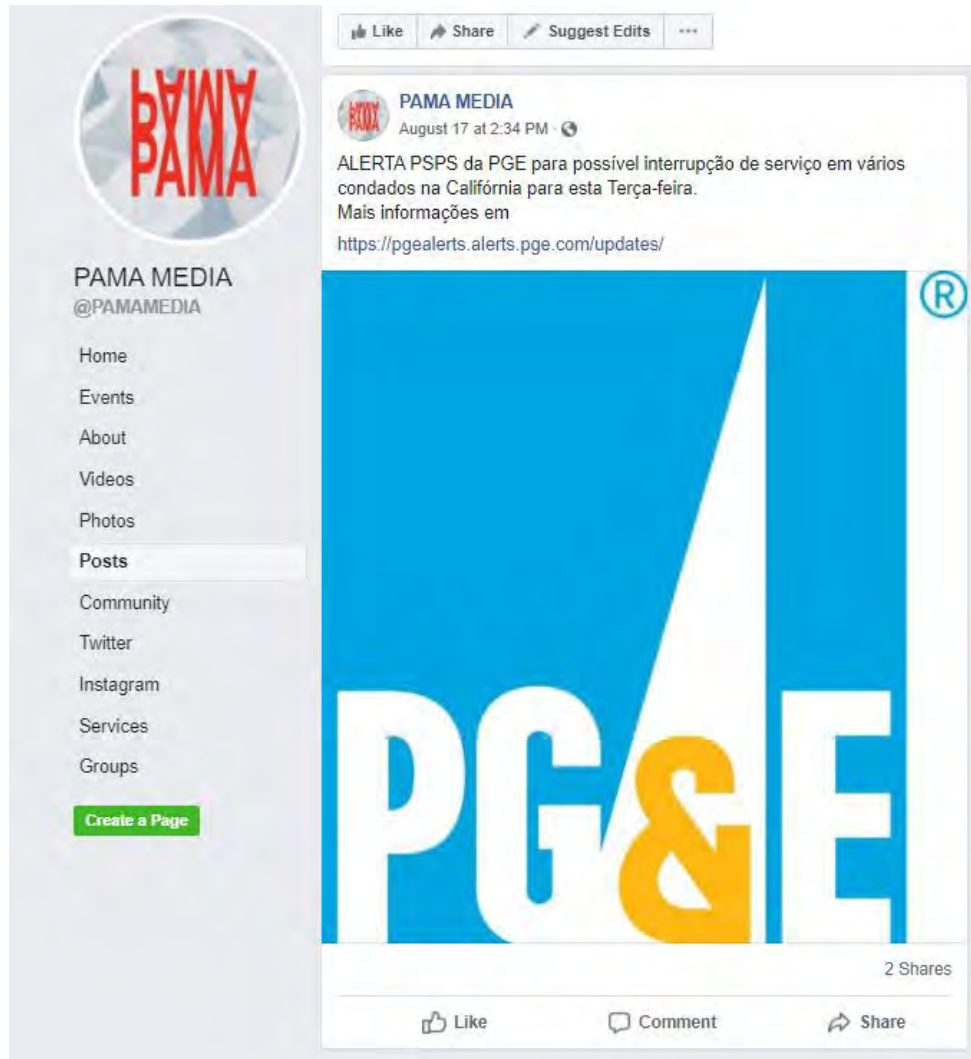 PAMA
PAMA
Like
Share
Suggest Edits
PAMA MEDIA
August 17 at 2:34 PM ·
ALERTA PSPS da PGE para possível interrupção de serviço em vários
condados na Califórnia para esta Terça-feira.
Mais informações em
https://pgealerts.alerts.pge.com/updates/
PAMA MEDIA
@PAMAMEDIA
Home
Events
About
Videos
Photos
Posts
Community
Twitter
Instagram
Services
Groups
Create a Page
®
PG&E
2 Shares
Like
Comment
Share